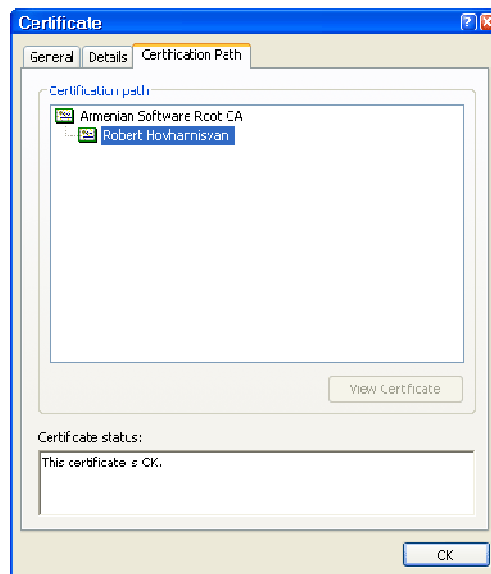 Certificate
General Details Certification Path
Certification path
Armenian Software Root CA
Robert Hovhannisyan
View Certificate
Certificate status:
This certificate is OK.
OK